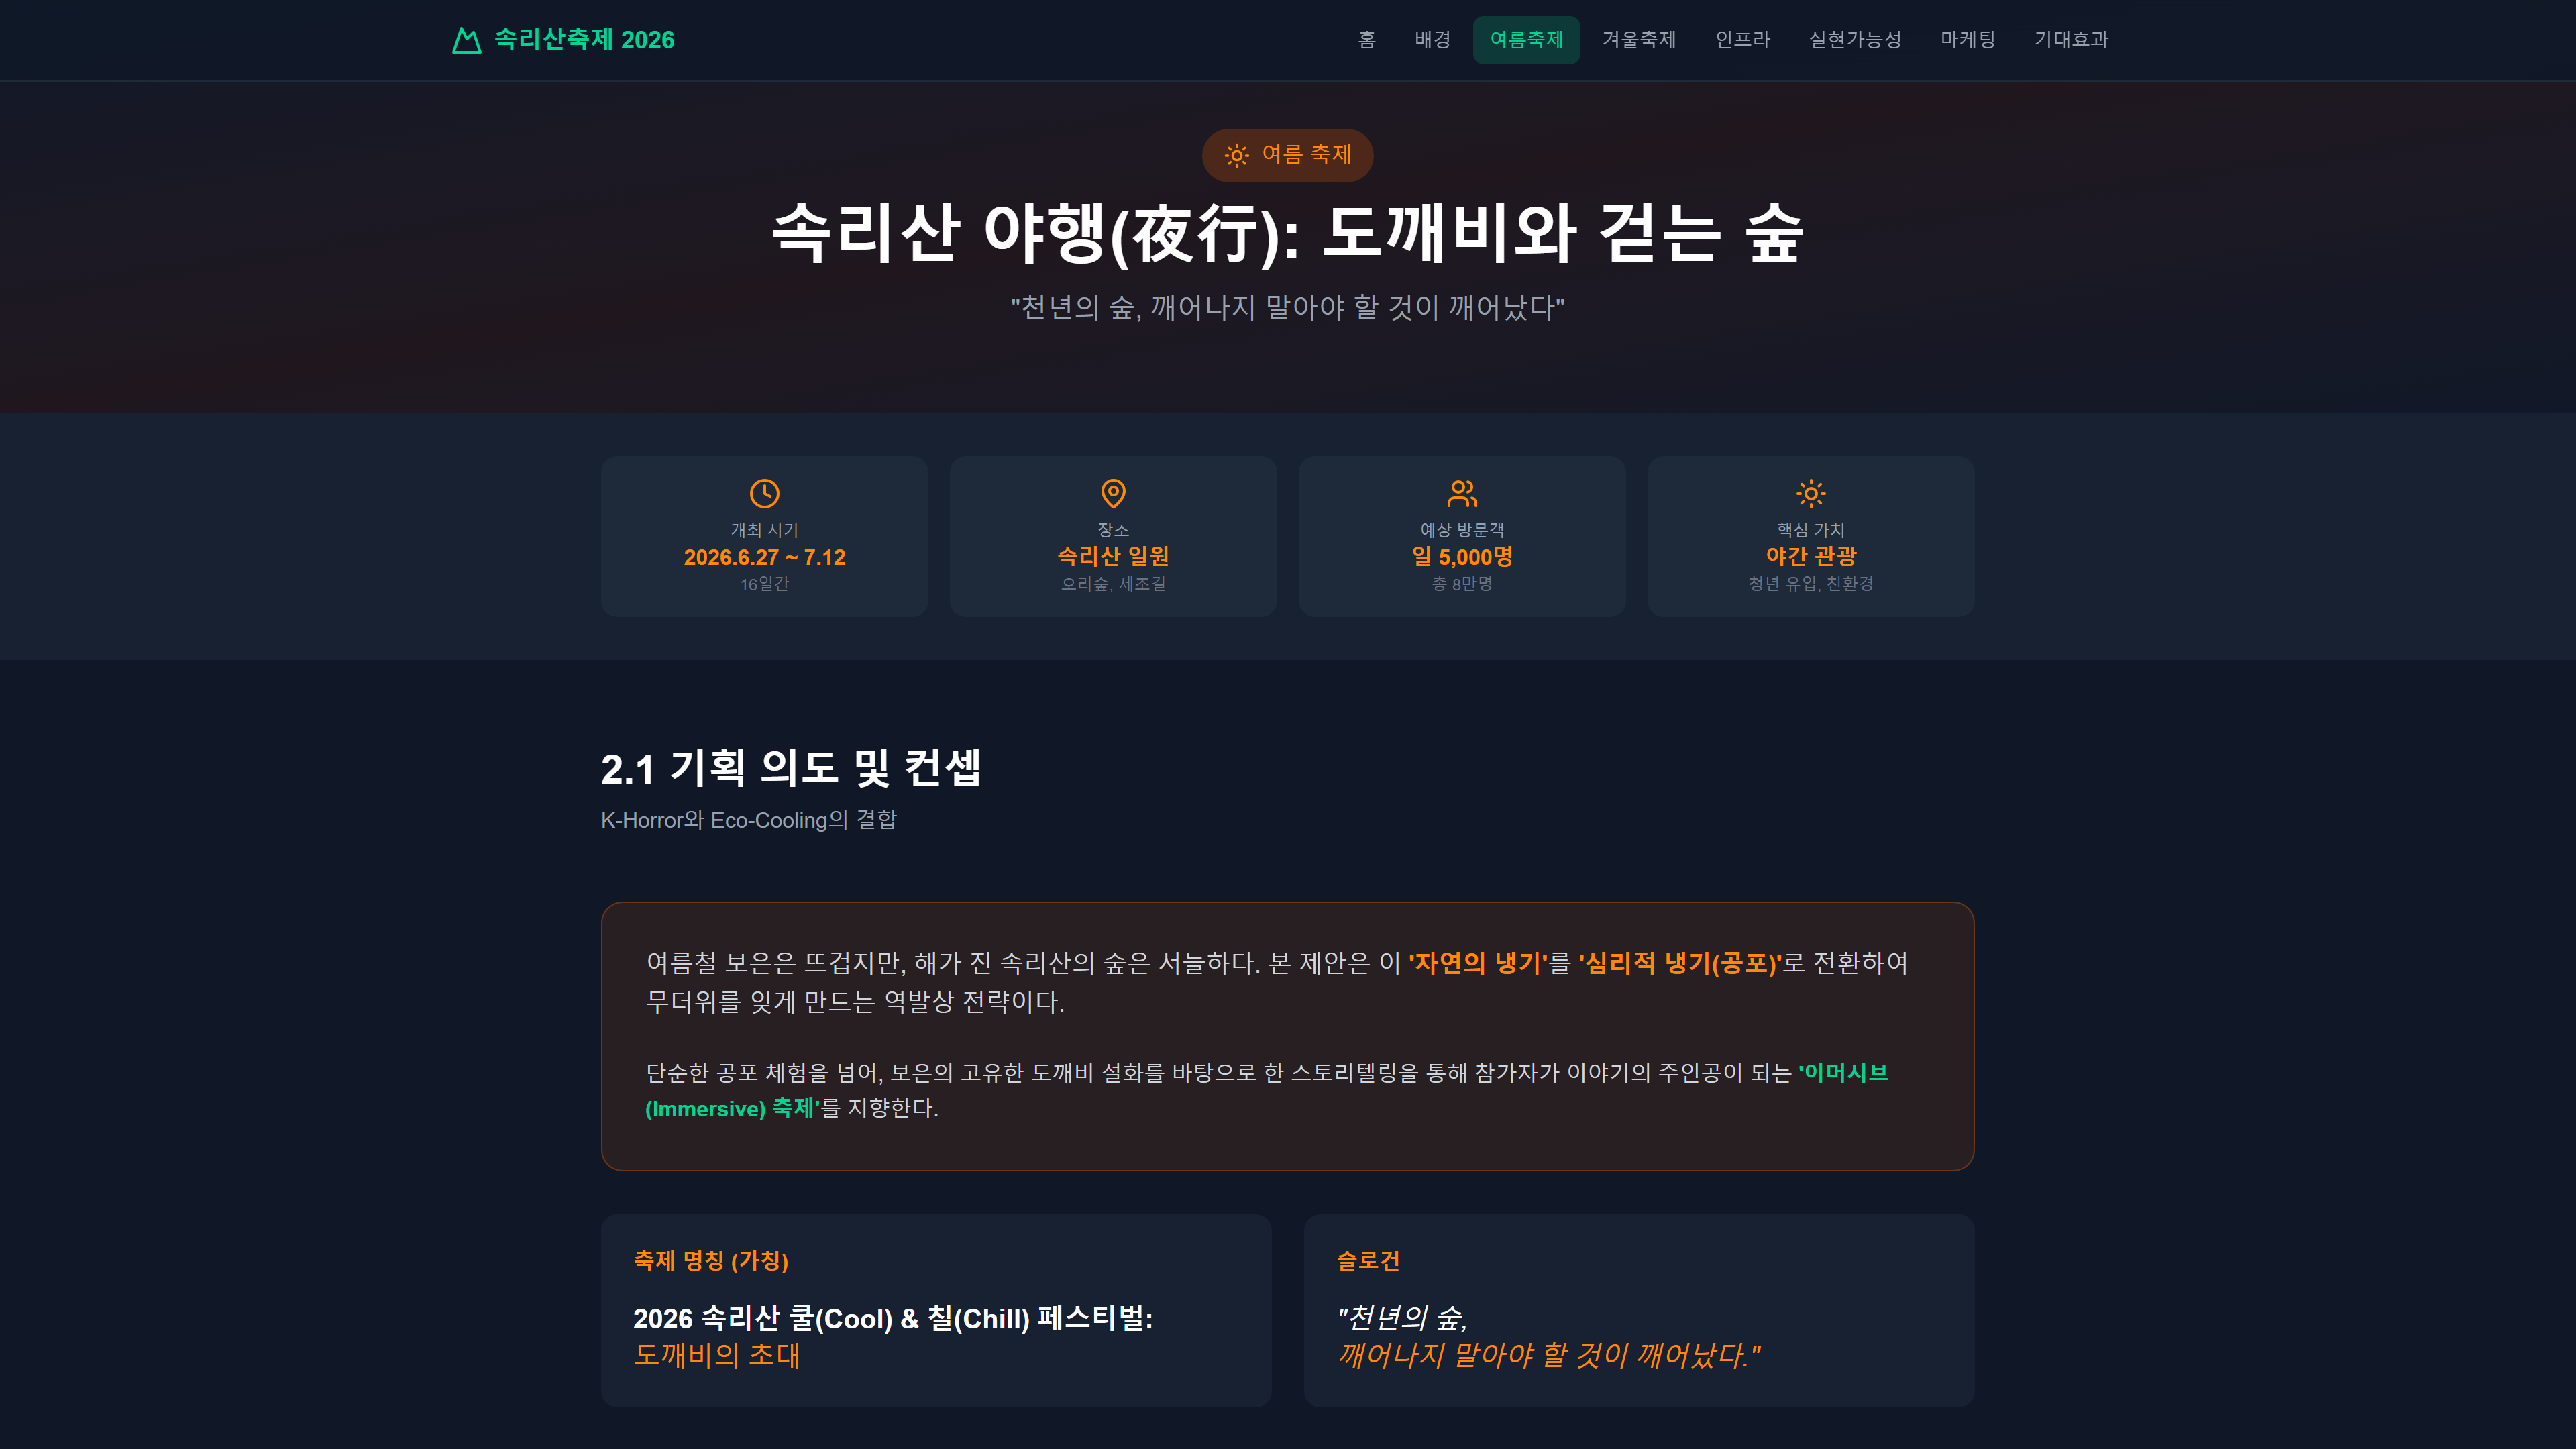 속리산축제 2026
홈 배경 여름축제 겨울축제 인프라 실현가능성 마케팅 기대효과
여름 축제
속리산 야행(夜行): 도깨비와 걷는 숲
"천년의 숲, 깨어나지 말아야 할 것이 깨어났다"
개최 시기
2026.6.27 ~ 7.12
16일간
장소
속리산 일원
오리숲, 세조길
예상 방문객
일 5,000명
총 8만명
핵심 가치
야간 관광
청년 유입, 친환경
2.1 기획 의도 및 컨셉
K-Horror와 Eco-Cooling의 결합
여름철 보은은 뜨겁지만, 해가 진 속리산의 숲은 서늘하다. 본 제안은 이 '자연의 냉기'를 '심리적 냉기(공포)'로 전환하여
무더위를 잊게 만드는 역발상 전략이다.
단순한 공포 체험을 넘어, 보은의 고유한 도깨비 설화를 바탕으로 한 스토리텔링을 통해 참가자가 이야기의 주인공이 되는 '이머시브
(Immersive) 축제'를 지향한다.
축제 명칭 (가칭)
2026 속리산 쿨(Cool) & 칠(Chill) 페스티벌:
도깨비의 초대
슬로건
"천년의 숲,
깨어나지 말아야 할 것이 깨어났다."